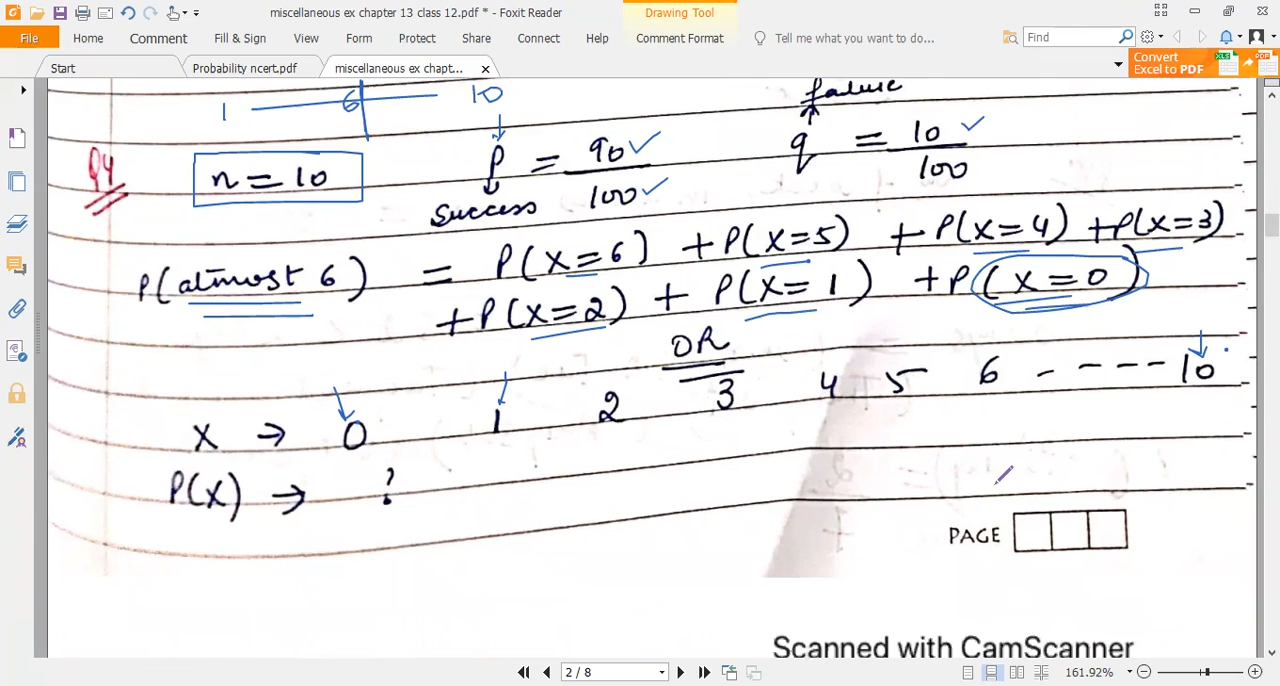 miscellaneous ex chapter 13 class 12.pdf * - Foxit Reader
Drawing Tool
File Home Comment Fill & Sign View Form Protect Share Connect Help Comment Format Tell me what you want to do... Find
Start Probability ncert.pdf miscellaneous ex chapt...
Convert
Excel to PDF
failure
1 6 10
Q4 n = 10 p = 90/100 q = 10/100
Success
P(atmost 6) = P(X=6) + P(X=5) + P(X=4) + P(X=3)
+ P(X=2) + P(X=1) + P(X=0)
OR
X → 0 1 2 3 4 5 6 - - - - - 10
P(X) → ?
PAGE
Scanned with CamScanner
2 / 8 161.92%